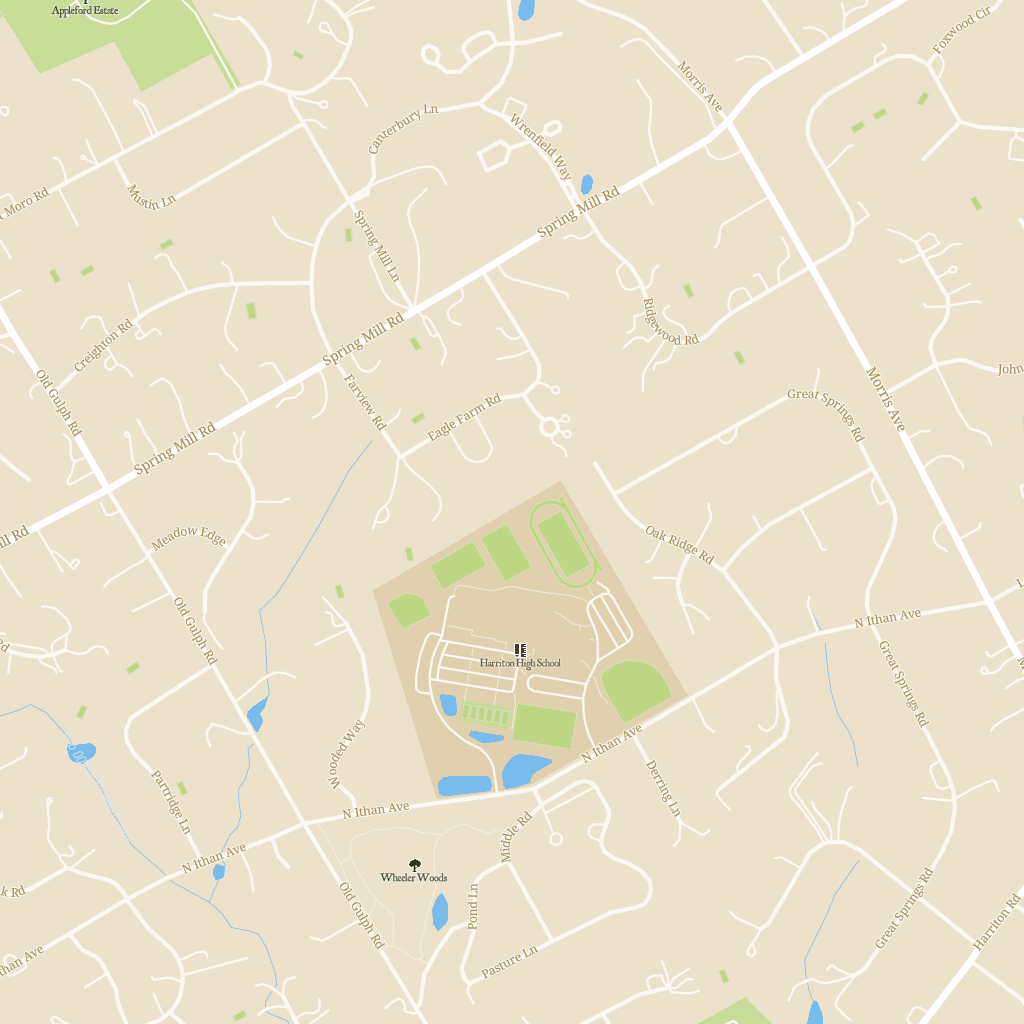 Appleford Estate
Foxwood Cir
Morris Ave
Canterbury Ln
Wrenfield Way
Moro Rd
Mustin Ln
Spring Mill Rd
Spring Mill Ln
Creighton Rd
Spring Mill Rd
Ridgewood Rd
Old Gulph Rd
Farview Rd
John
Morris Ave
Great Springs Rd
Eagle Farm Rd
Spring Mill Rd
ill Rd
Meadow Edge
Oak Ridge Rd
Old Gulph Rd
N Ithan Ave
Harriton High School
Great Springs Rd
Wooded Way
N Ithan Ave
Partridge Ln
Derring Ln
N Ithan Ave
Middle Rd
N Ithan Ave
Wheeler Woods
k Rd
Old Gulph Rd
Pond Ln
Great Springs Rd
Harriton Rd
than Ave
Pasture Ln